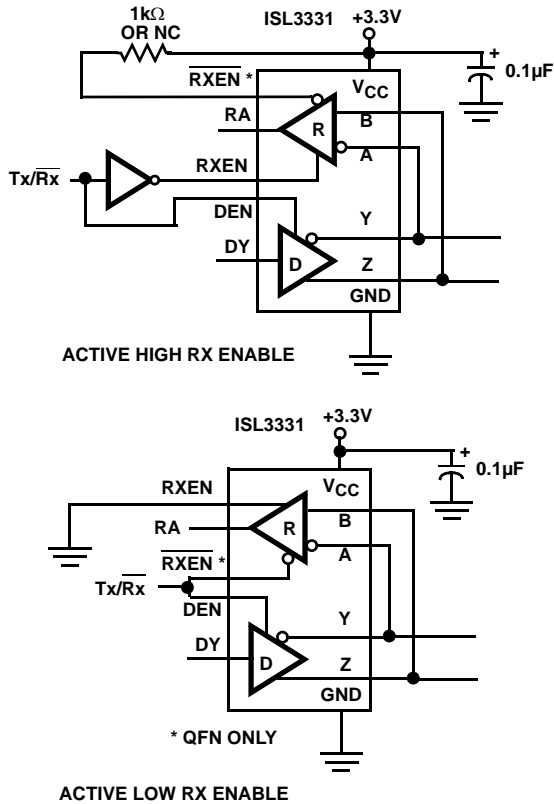 1kΩ
OR NC
ISL3331
+3.3V
+
0.1µF
RXEN *
VCC
B
RA
R
A
Tx/Rx
RXEN
DEN
Y
DY
D
Z
GND
ACTIVE HIGH RX ENABLE
ISL3331
+3.3V
+
0.1µF
RXEN
VCC
B
RA
R
RXEN *
A
Tx/Rx
DEN
Y
DY
D
Z
GND
* QFN ONLY
ACTIVE LOW RX ENABLE